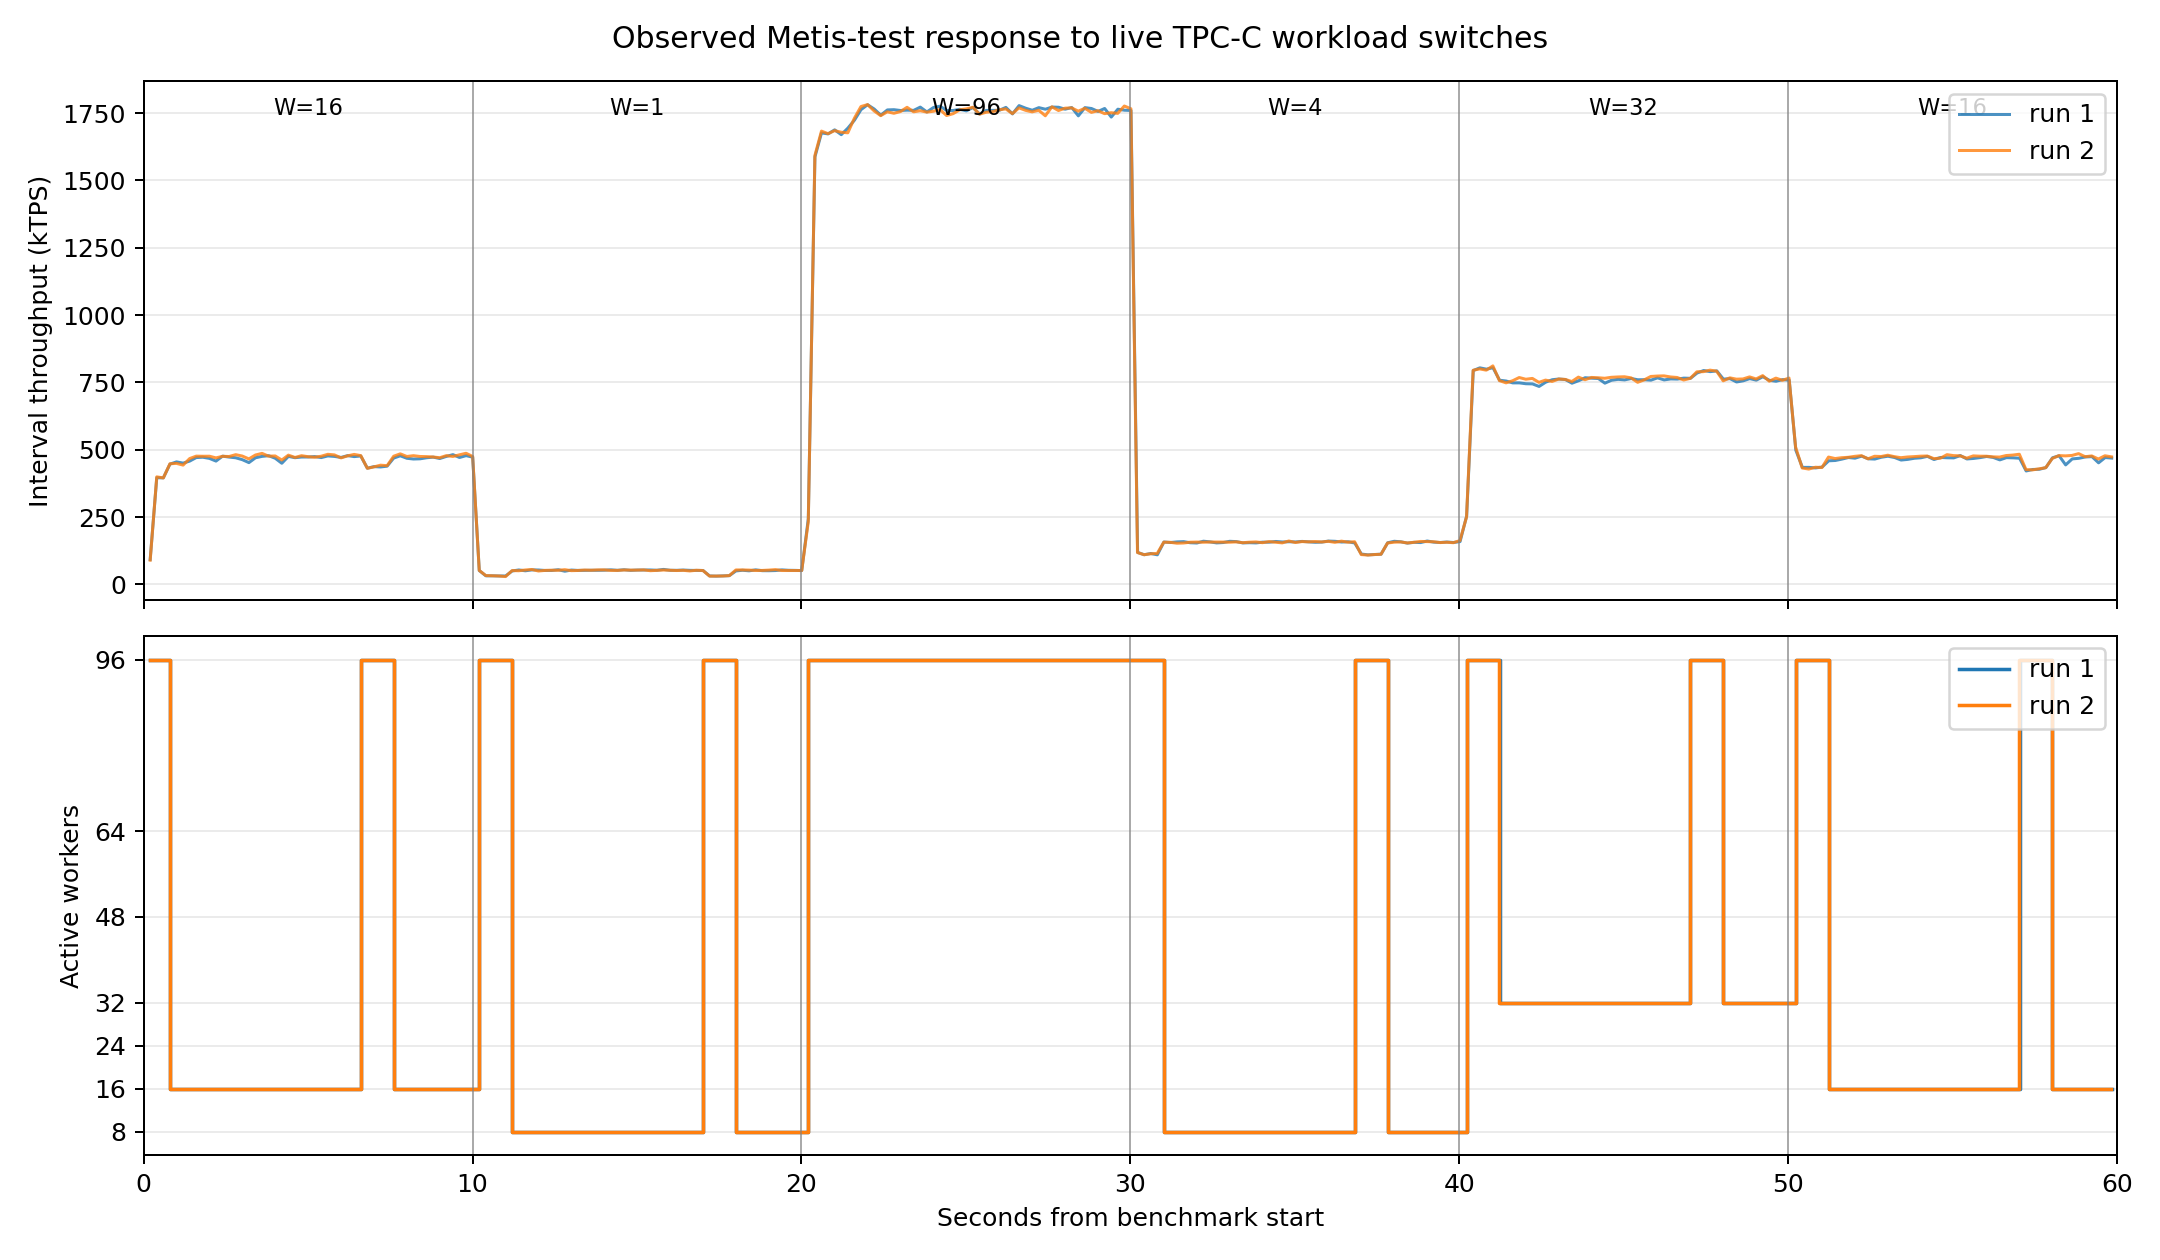 Observed Metis-test response to live TPC-C workload switches
W=16
W=1
W=96
W=4
W=32
W=16
run 1
run 2
Interval throughput (kTPS)
1750
1500
1250
1000
750
500
250
0
run 1
run 2
Active workers
96
64
48
32
24
16
8
0
10
20
30
40
50
60
Seconds from benchmark start